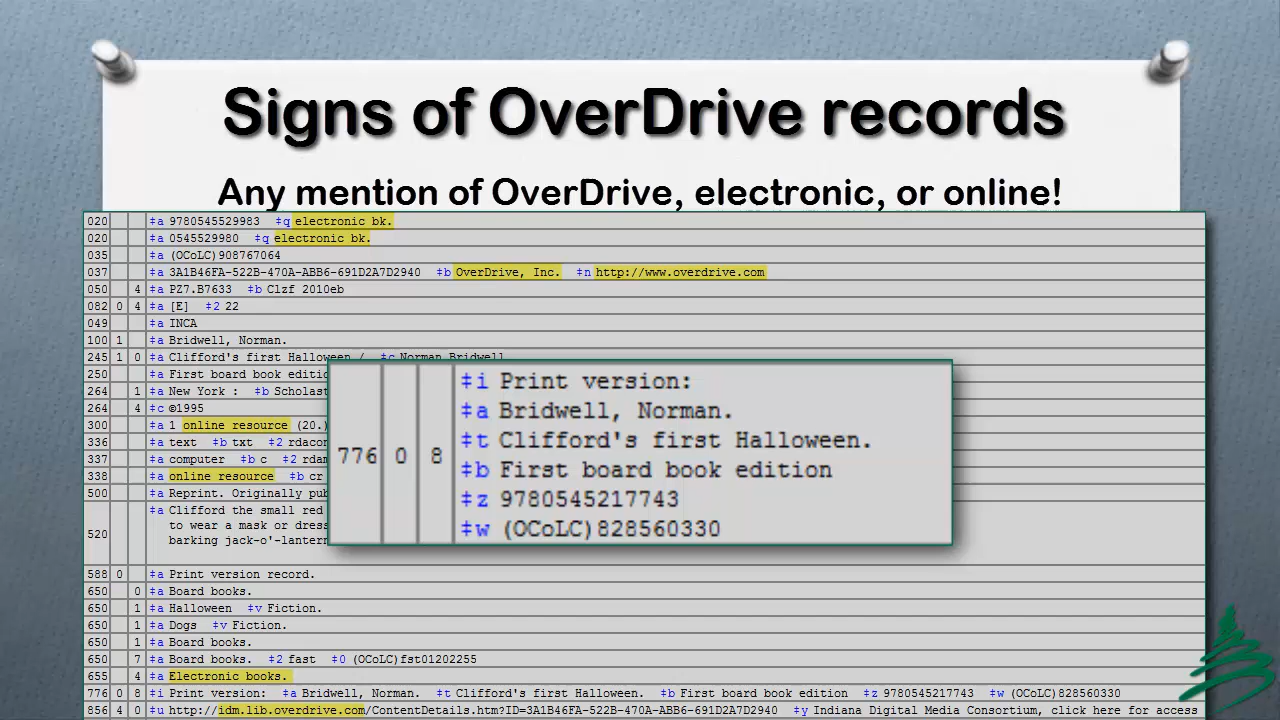 Signs of OverDrive records
Any mention of OverDrive, electronic, or online!
020 ‡a 9780545529983 ‡q electronic bk.
020 ‡a 0545529980 ‡q electronic bk.
035 ‡a (OCoLC)908767064
037 ‡a 3A1B46FA-522B-470A-ABB6-691D2A7D2940 ‡b OverDrive, Inc. ‡n http://www.overdrive.com
050 4 ‡a PZ7.B7633 ‡b Clzf 2010eb
082 0 4 ‡a [E] ‡2 22
049 ‡a INCA
100 1 ‡a Bridwell, Norman.
245 1 0 ‡a Clifford's first Halloween / ‡c Norman Bridwell
250 ‡a First board book editio
264 1 ‡a New York : ‡b Scholast
264 4 ‡c ©1995
300 ‡a 1 online resource (20.)
336 ‡a text ‡b txt ‡2 rdacon
337 ‡a computer ‡b c ‡2 rdam
338 ‡a online resource ‡b cr
500 ‡a Reprint. Originally pub
520 ‡a Clifford the small red
to wear a mask or dress
barking jack-o'-lantern
776 0 8 ‡i Print version:
‡a Bridwell, Norman.
‡t Clifford's first Halloween.
‡b First board book edition
‡z 9780545217743
‡w (OCoLC)828560330
588 0 ‡a Print version record.
650 0 ‡a Board books.
650 1 ‡a Halloween ‡v Fiction.
650 1 ‡a Dogs ‡v Fiction.
650 1 ‡a Board books.
650 7 ‡a Board books. ‡2 fast ‡0 (OCoLC)fst01202255
655 4 ‡a Electronic books.
776 0 8 ‡i Print version: ‡a Bridwell, Norman. ‡t Clifford's first Halloween. ‡b First board book edition ‡z 9780545217743 ‡w (OCoLC)828560330
856 4 0 ‡u http://idm.lib.overdrive.com/ContentDetails.htm?ID=3A1B46FA-522B-470A-ABB6-691D2A7D2940 ‡y Indiana Digital Media Consortium, click here for access